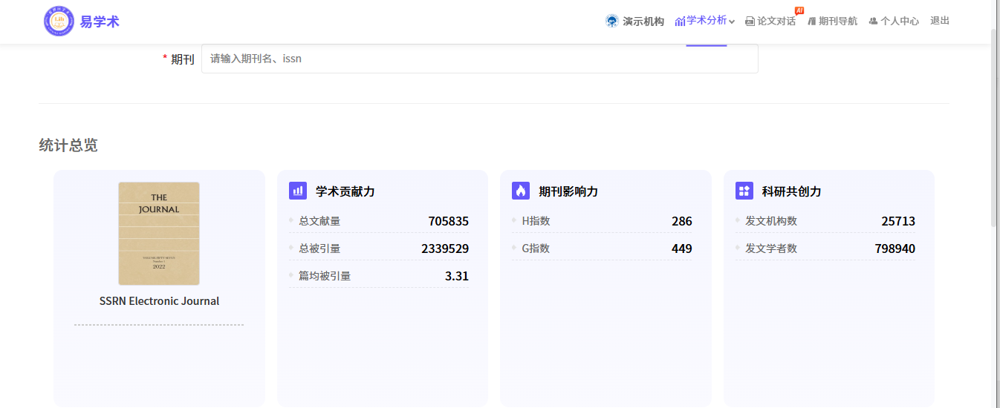 易学术
演示机构
学术分析
论文对话
AI
期刊导航
个人中心
退出
* 期刊
请输入期刊名、issn
统计总览
THE
JOURNAL
VOLUME FIFTY SEVEN
Number 1
2022
SSRN Electronic Journal
学术贡献力
总文献量 705835
总被引量 2339529
篇均被引量 3.31
期刊影响力
H指数 286
G指数 449
科研共创力
发文机构数 25713
发文学者数 798940